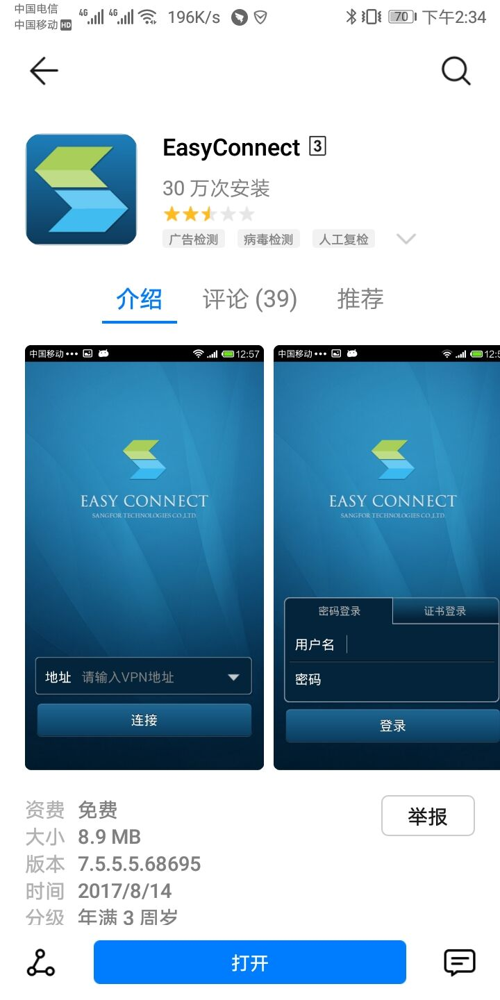 中国电信
中国移动 HD
4G 4G 196K/s 70 下午2:34
EasyConnect 3
30 万次安装
广告检测 病毒检测 人工复检
介绍 评论 (39) 推荐
中国移动 12:57
EASY CONNECT
SANGFOR TECHNOLOGIES CO.,LTD.
地址 请输入VPN地址
连接
中国移动 12:5
EASY CONNECT
SANGFOR TECHNOLOGIES CO.,LTD.
密码登录 证书登录
用户名
密码
登录
资费 免费
大小 8.9 MB
版本 7.5.5.5.68695
时间 2017/8/14
分级 年满 3 周岁
举报
打开